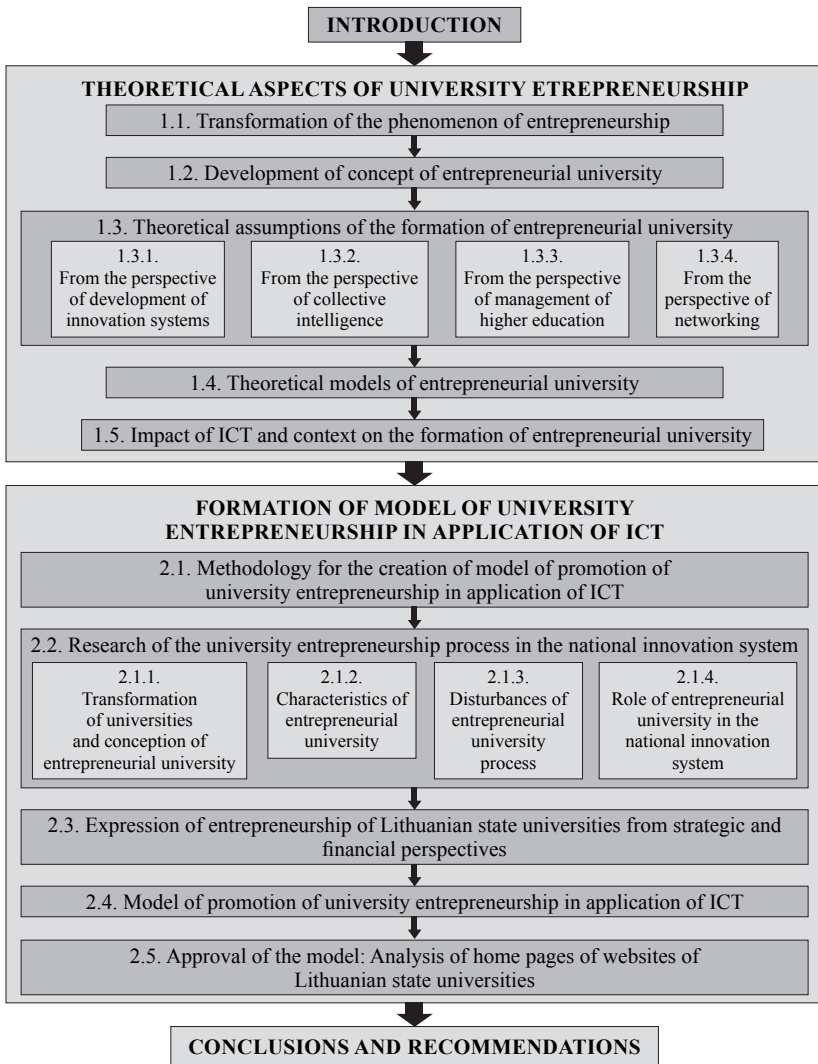 INTRODUCTION
THEORETICAL ASPECTS OF UNIVERSITY ETREPRENEURSHIP
1.1. Transformation of the phenomenon of entrepreneurship
1.2. Development of concept of entrepreneurial university
1.3. Theoretical assumptions of the formation of entrepreneurial university
1.3.1.
From the perspective
of development of
innovation systems
1.3.2.
From the perspective
of collective
intelligence
1.3.3.
From the perspective
of management of
higher education
1.3.4.
From the
perspective of
networking
1.4. Theoretical models of entrepreneurial university
1.5. Impact of ICT and context on the formation of entrepreneurial university
FORMATION OF MODEL OF UNIVERSITY
ENTREPRENEURSHIP IN APPLICATION OF ICT
2.1. Methodology for the creation of model of promotion of
university entrepreneurship in application of ICT
2.2. Research of the university entrepreneurship process in the national innovation system
2.1.1.
Transformation
of universities
and conception of
entrepreneurial university
2.1.2.
Characteristics of
entrepreneurial
university
2.1.3.
Disturbances of
entrepreneurial
university
process
2.1.4.
Role of entrepreneurial
university in the
national innovation
system
2.3. Expression of entrepreneurship of Lithuanian state universities from strategic and
financial perspectives
2.4. Model of promotion of university entrepreneurship in application of ICT
2.5. Approval of the model: Analysis of home pages of websites of
Lithuanian state universities
CONCLUSIONS AND RECOMMENDATIONS